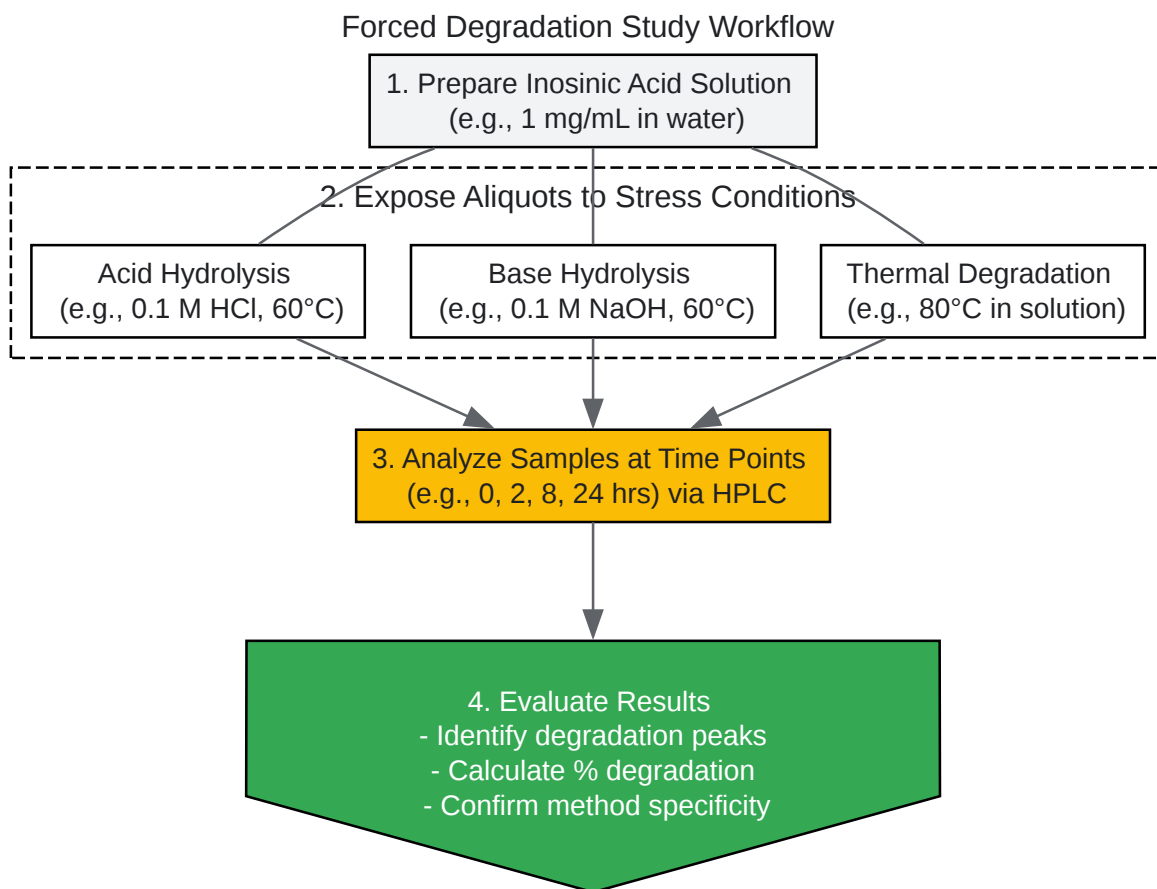 Forced Degradation Study Workflow
1. Prepare Inosinic Acid Solution
(e.g., 1 mg/mL in water)
2. Expose Aliquots to Stress Conditions
Acid Hydrolysis
(e.g., 0.1 M HCl, 60°C)
Base Hydrolysis
(e.g., 0.1 M NaOH, 60°C)
Thermal Degradation
(e.g., 80°C in solution)
3. Analyze Samples at Time Points
(e.g., 0, 2, 8, 24 hrs) via HPLC
4. Evaluate Results
- Identify degradation peaks
- Calculate % degradation
- Confirm method specificity